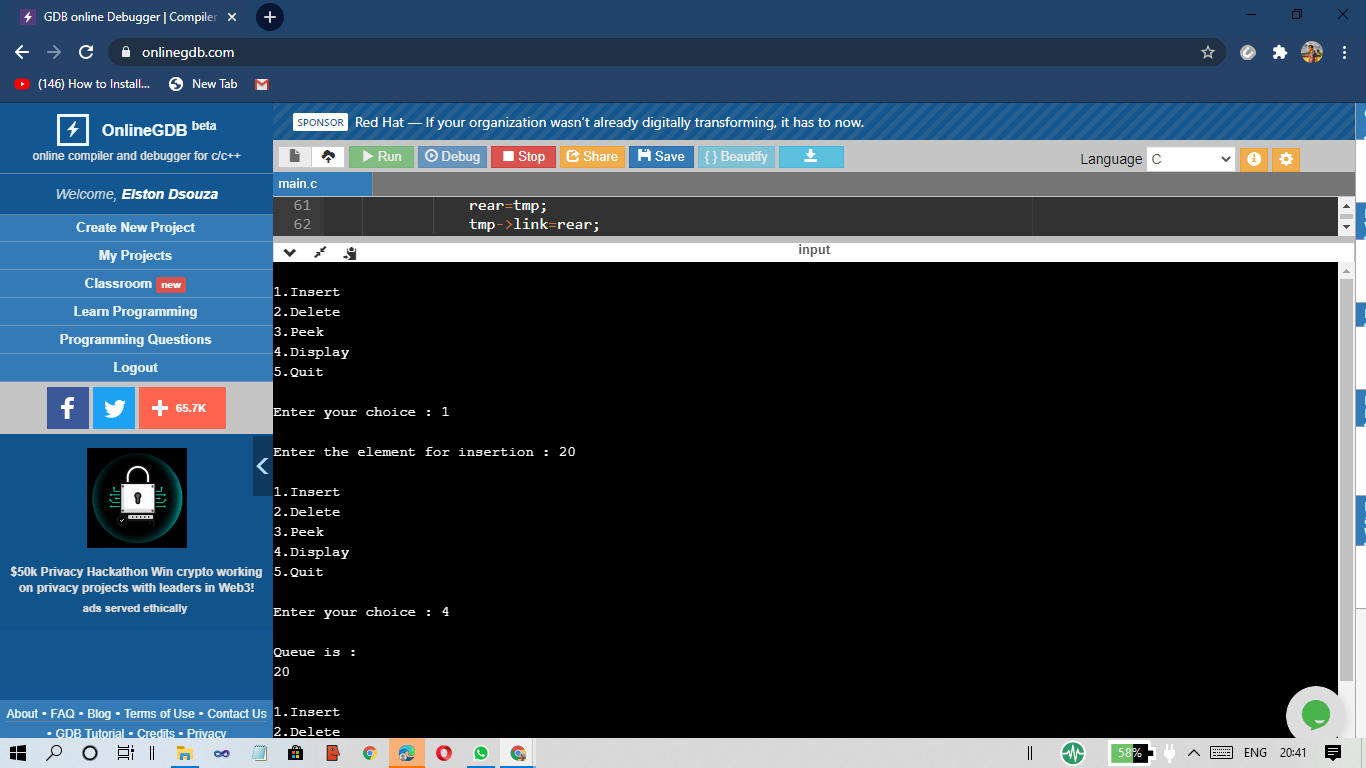 GDB online Debugger | Compiler
onlinegdb.com
(146) How to Install...
New Tab
OnlineGDB beta
online compiler and debugger for c/c++
Welcome, Elston Dsouza
Create New Project
My Projects
Classroom new
Learn Programming
Programming Questions
Logout
65.7K
$50k Privacy Hackathon Win crypto working
on privacy projects with leaders in Web3!
ads served ethically
About • FAQ • Blog • Terms of Use • Contact Us
• GDB Tutorial • Credits • Privacy
SPONSOR Red Hat — If your organization wasn't already digitally transforming, it has to now.
Run Debug Stop Share Save { } Beautify
Language C
main.c
61 rear=tmp;
62 tmp->link=rear;
input
1.Insert
2.Delete
3.Peek
4.Display
5.Quit
Enter your choice : 1
Enter the element for insertion : 20
1.Insert
2.Delete
3.Peek
4.Display
5.Quit
Enter your choice : 4
Queue is :
20
1.Insert
2.Delete
58%
ENG
20:41